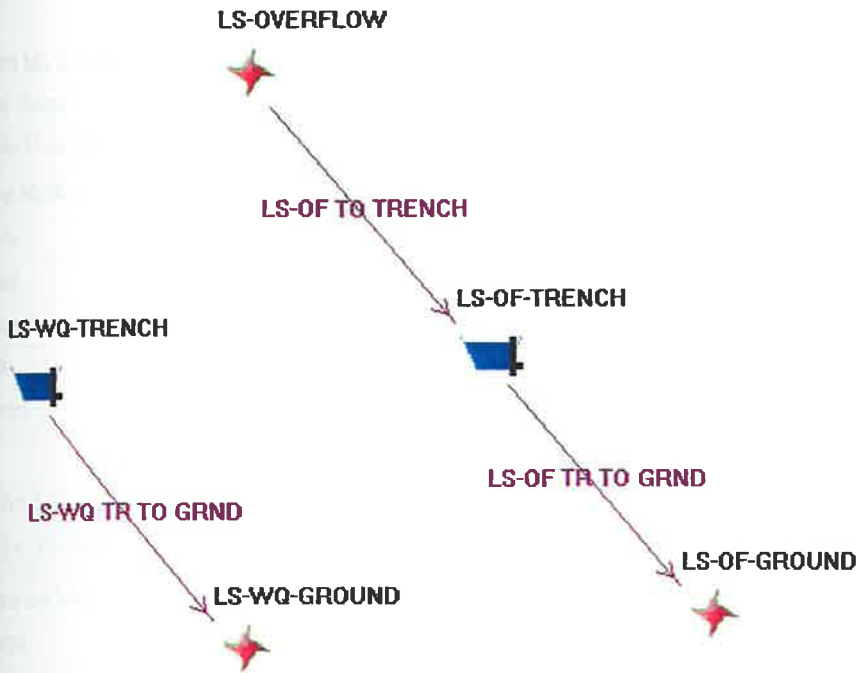 LS-OVERFLOW
LS-OF TO TRENCH
LS-OF-TRENCH
LS-WQ-TRENCH
LS-OF TR TO GRND
LS-WQ TR TO GRND
LS-OF-GROUND
LS-WQ-GROUND